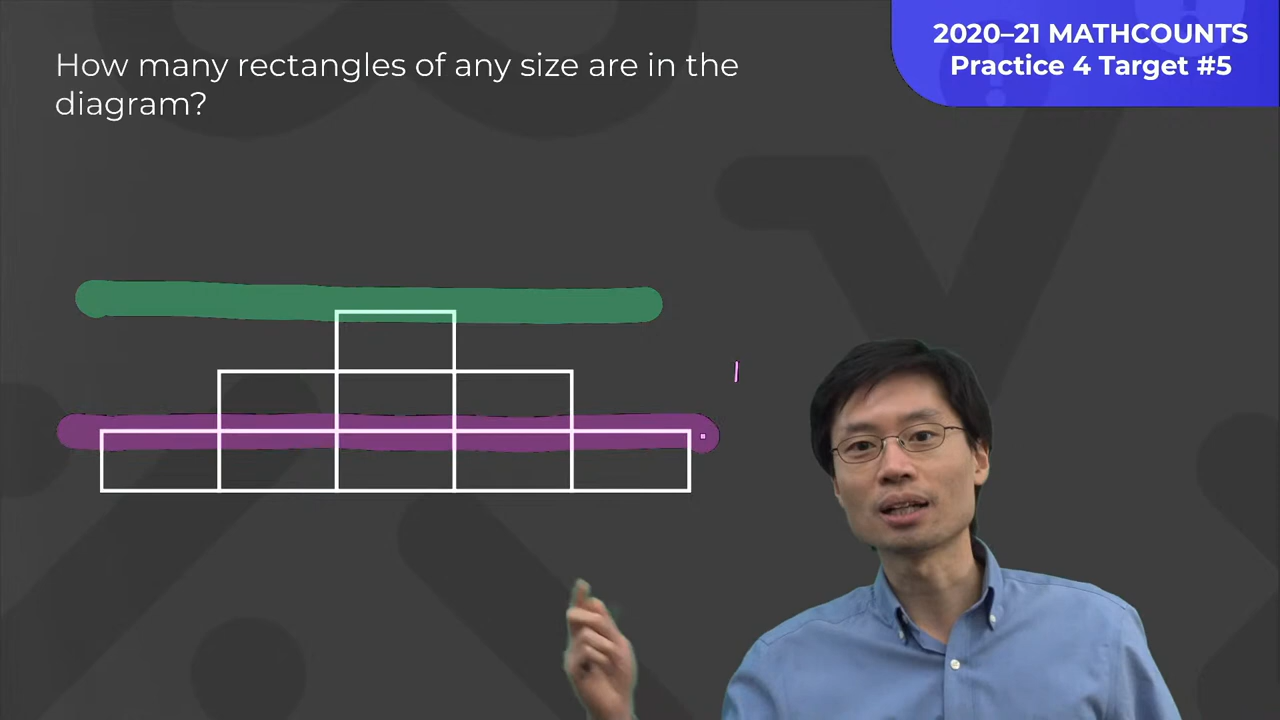 How many rectangles of any size are in the
diagram?
2020–21 MATHCOUNTS
Practice 4 Target #5